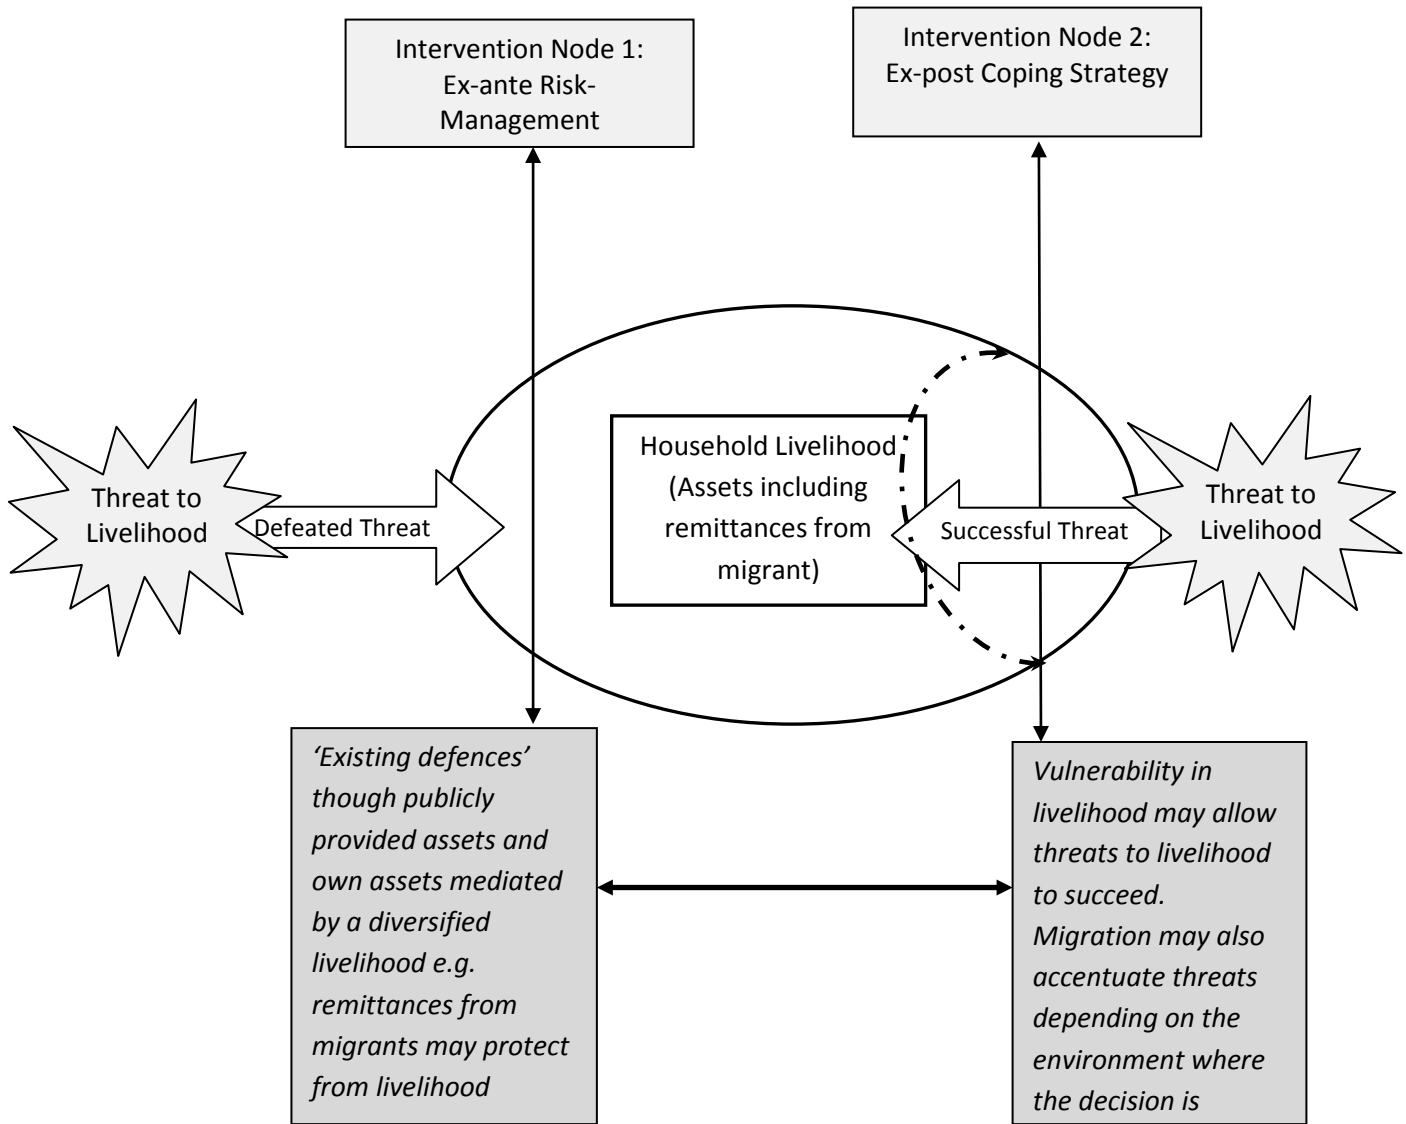 Intervention Node 1:
Ex-ante Risk-
Management
Intervention Node 2:
Ex-post Coping Strategy
Threat to
Livelihood
Defeated Threat
Household Livelihood
(Assets including
remittances from
migrant)
Successful Threat
Threat to
Livelihood
‘Existing defences’
though publicly
provided assets and
own assets mediated
by a diversified
livelihood e.g.
remittances from
migrants may protect
from livelihood
Vulnerability in
livelihood may allow
threats to livelihood
to succeed.
Migration may also
accentuate threats
depending on the
environment where
the decision is